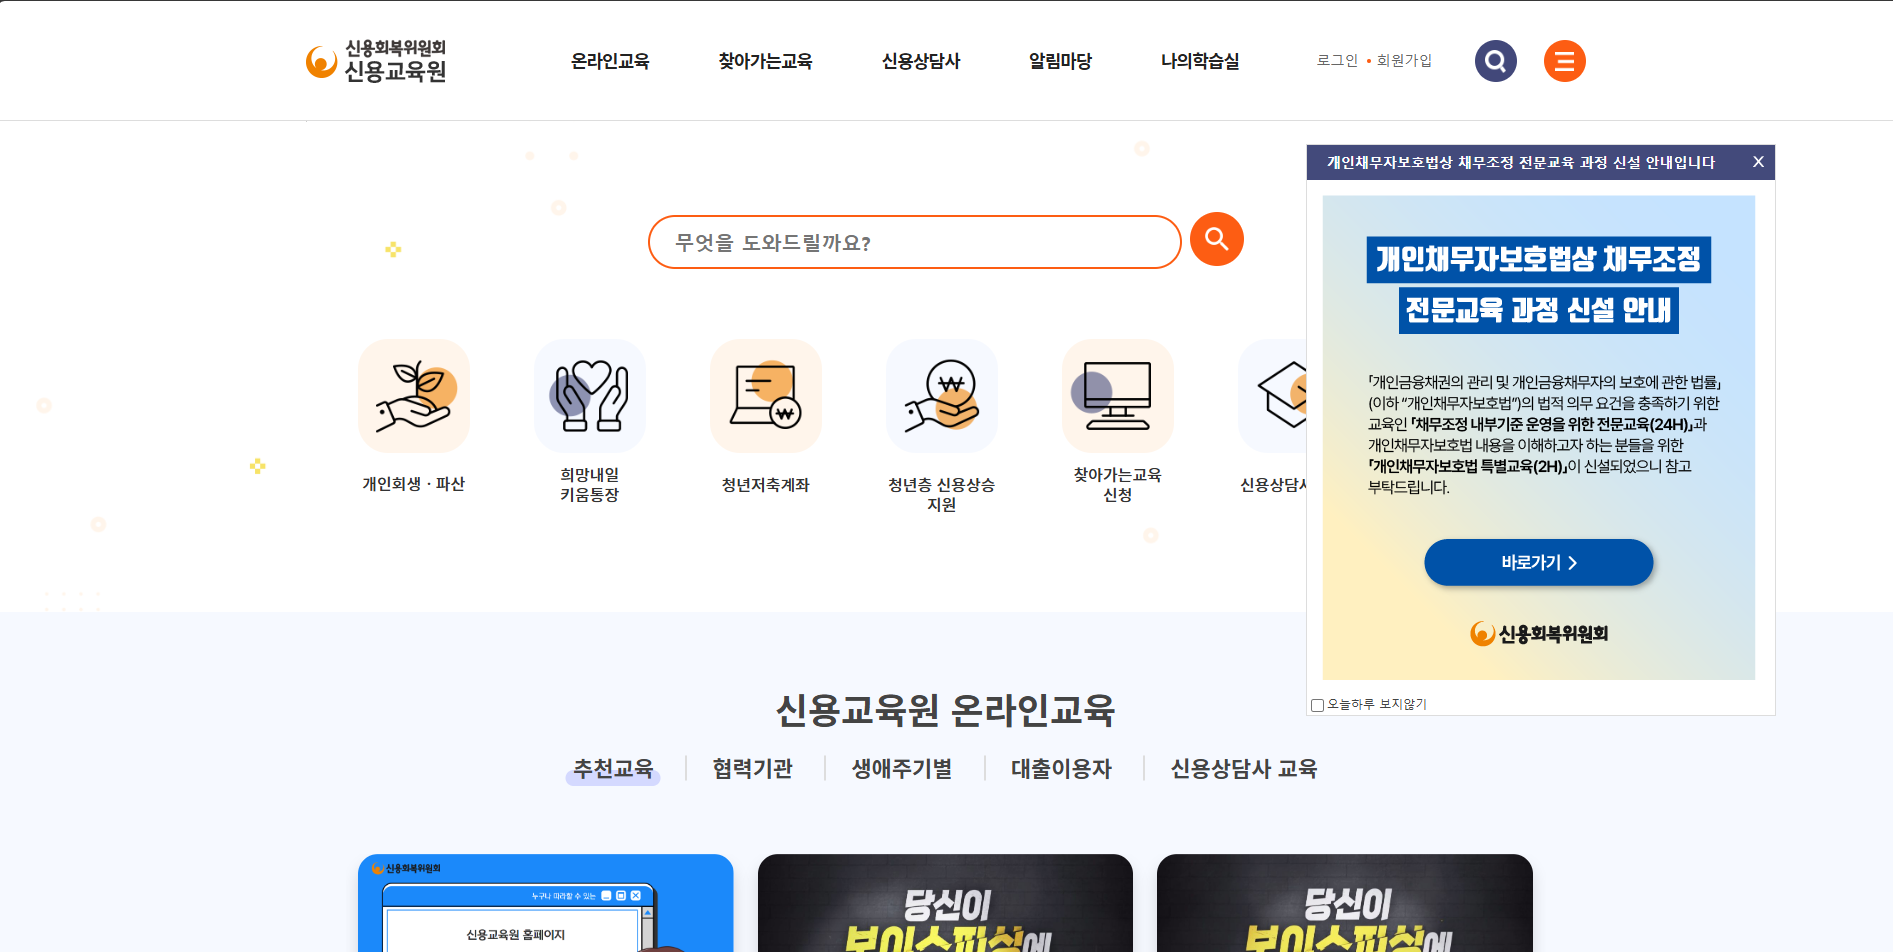 신용회복위원회
신용교육원
온라인교육
찾아가는교육
신용상담사
알림마당
나의학습실
로그인 • 회원가입
무엇을 도와드릴까요?
개인회생 · 파산
희망내일
키움통장
청년저축계좌
청년층 신용상승
지원
찾아가는교육
신청
신용상담사
개인채무자보호법상 채무조정 전문교육 과정 신설 안내입니다 X
개인채무자보호법상 채무조정
전문교육 과정 신설 안내
「개인금융채권의 관리 및 개인금융채무자의 보호에 관한 법률」
(이하 “개인채무자보호법”)의 법적 의무 요건을 충족하기 위한
교육인 「채무조정 내부기준 운영을 위한 전문교육(24H)」과
개인채무자보호법 내용을 이해하고자 하는 분들을 위한
「개인채무자보호법 특별교육(2H)」이 신설되었으니 참고
부탁드립니다.
바로가기 >
신용회복위원회
오늘하루 보지않기
신용교육원 온라인교육
추천교육
협력기관
생애주기별
대출이용자
신용상담사 교육
신용회복위원회
누구나 따라할 수 있는
신용교육원 홈페이지
당신이
보이스피싱에
당신이
보이스피싱에